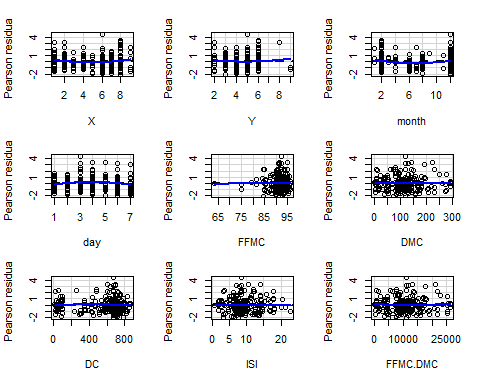 Pearson residua
-2 1 4
2 4 6 8
X
Pearson residua
-2 1 4
2 4 6 8
Y
Pearson residua
-2 1 4
2 6 10
month
Pearson residua
-2 1 4
1 3 5 7
day
Pearson residua
-2 1 4
65 75 85 95
FFMC
Pearson residua
-2 1 4
0 100 200 300
DMC
Pearson residua
-2 1 4
0 400 800
DC
Pearson residua
-2 1 4
0 5 10 20
ISI
Pearson residua
-2 1 4
0 10000 25000
FFMC.DMC